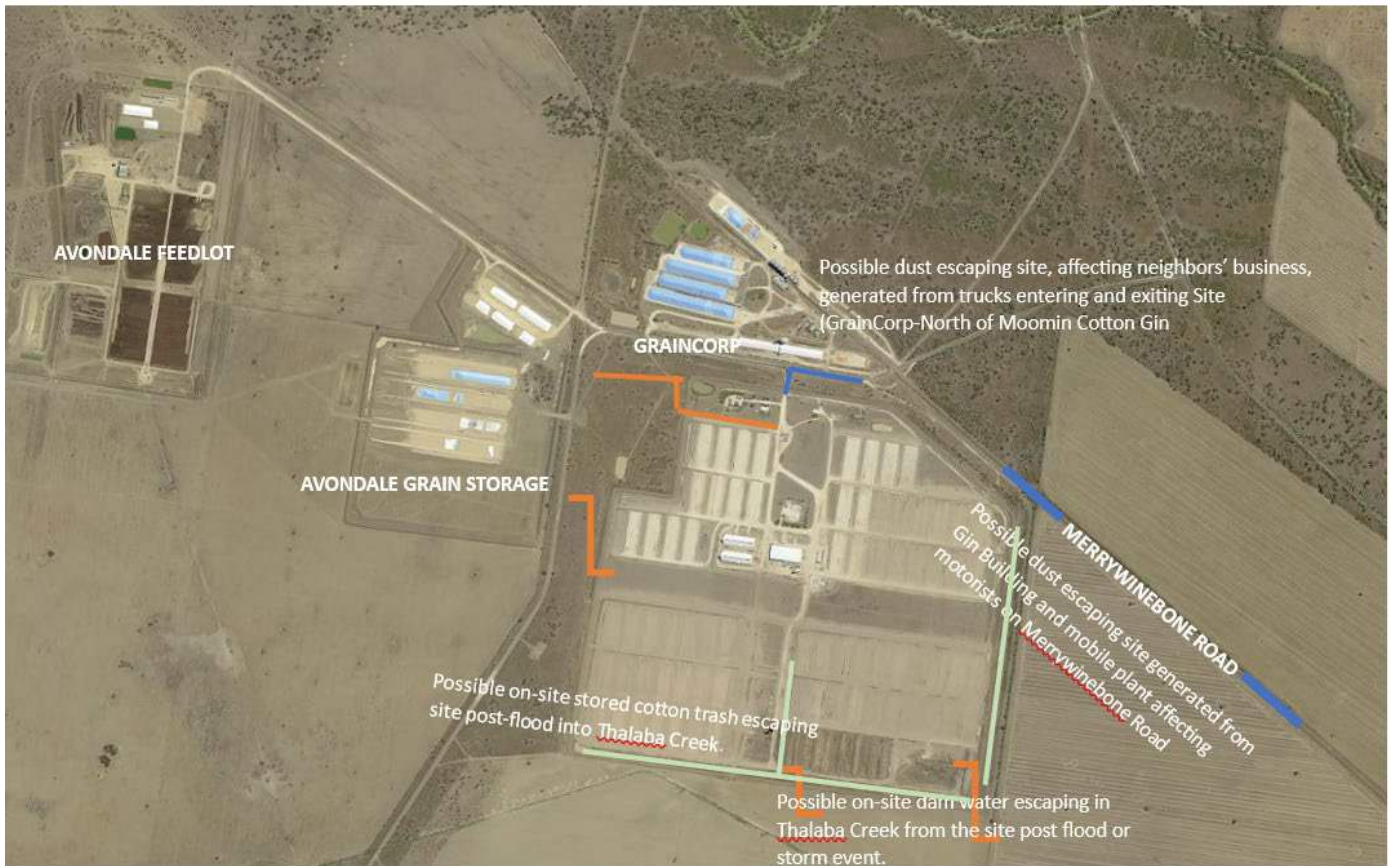 AVONDALE FEEDLOT
Possible dust escaping site, affecting neighbors’ business,
generated from trucks entering and exiting Site
(GrainCorp-North of Moomin Cotton Gin
GRAINCORP
AVONDALE GRAIN STORAGE
MERRYWINEBONE ROAD
Possible dust escaping site generated from
Gin Building and mobile plant affecting
motorists on Merrywinebone Road
Possible on-site stored cotton trash escaping
site post-flood into Thalaba Creek.
Possible on-site dam water escaping in
Thalaba Creek from the site post flood or
storm event.